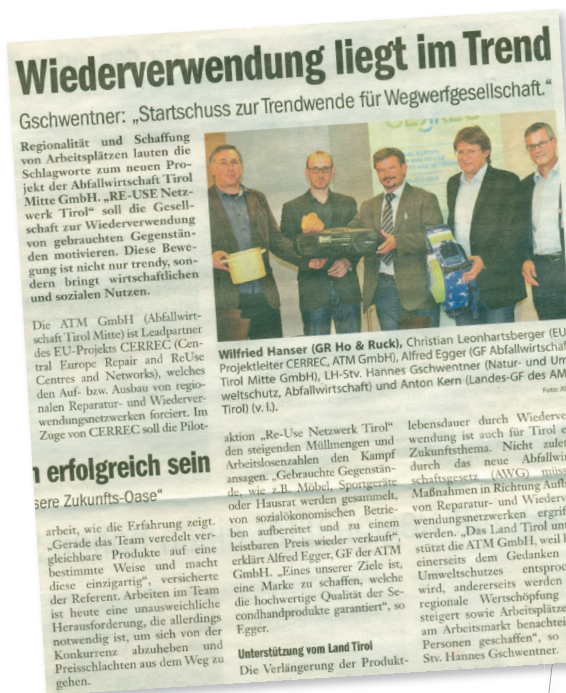 Wiederverwendung liegt im Trend
Gschwentner: „Startschuss zur Trendwende für Wegwerfgesellschaft.“
Regionalität und Schaffung
von Arbeitsplätzen lauten die
Schlagworte zum neuen Pro-
jekt der Abfallwirtschaft Tirol
Mitte GmbH. „RE-USE Netz-
werk Tirol“ soll die Gesell-
schaft zur Wiederverwendung
von gebrauchten Gegenstän-
den motivieren. Diese Bewe-
gung ist nicht nur trendy, son-
dern bringt wirtschaftlichen
und sozialen Nutzen.
Die ATM GmbH (Abfallwirt-
schaft Tirol Mitte) ist Leadpartner
des EU-Projekts CERREC (Cen-
tral Europe Repair and ReUse
Centres and Networks), welches
den Auf- bzw. Ausbau von regio-
nalen Reparatur- und Wiederver-
wendungsnetzwerken forciert. Im
Zuge von CERREC soll die Pilot-
Wilfried Hanser (GR Ho & Ruck), Christian Leonhartsberger (EU
Projektleiter CERREC, ATM GmbH), Alfred Egger (GF Abfallwirtschaf
Tirol Mitte GmbH), LH-Stv. Hannes Gschwentner (Natur- und Um
weltschutz, Abfallwirtschaft) und Anton Kern (Landes-GF des AM
Tirol) (v. l.).
Foto:
aktion „Re-Use Netzwerk Tirol“
den steigenden Müllmengen und
Arbeitslosenzahlen den Kampf
ansagen. „Gebrauchte Gegenstän-
de, wie z.B. Möbel, Sportgeräte
oder Hausrat werden gesammelt,
von sozialökonomischen Betrie-
ben aufbereitet und zu einem
leistbaren Preis wieder verkauft“,
erklärt Alfred Egger, GF der ATM
GmbH. „Eines unserer Ziele ist,
eine Marke zu schaffen, welche
die hochwertige Qualität der Se-
condhandprodukte garantiert“, so
Egger.
Unterstützung vom Land Tirol
Die Verlängerung der Produkt-
lebensdauer durch Wiederve
wendung ist auch für Tirol e
Zukunftsthema. Nicht zulet
durch das neue Abfallwir
schaftsgesetz (AWG) müss
Maßnahmen in Richtung Aufb
von Reparatur- und Wiederv
wendungsnetzwerken ergrif
werden. „Das Land Tirol unt
stützt die ATM GmbH, weil h
einerseits dem Gedanken
Umweltschutzes entsproc
wird, andererseits werden
regionale Wertschöpfung
steigert sowie Arbeitsplätze
am Arbeitsmarkt benachtei
Personen geschaffen“, so
Stv. Hannes Gschwentner.
n erfolgreich sein
sere Zukunfts-Oase“
arbeit, wie die Erfahrung zeigt.
„Gerade das Team veredelt ver-
gleichbare Produkte auf eine
bestimmte Weise und macht
diese einzigartig“, versicherte
der Referent. Arbeiten im Team
ist heute eine unausweichliche
Herausforderung, die allerdings
notwendig ist, um sich von der
Konkurrenz abzuheben und
Preisschlachten aus dem Weg zu
gehen.